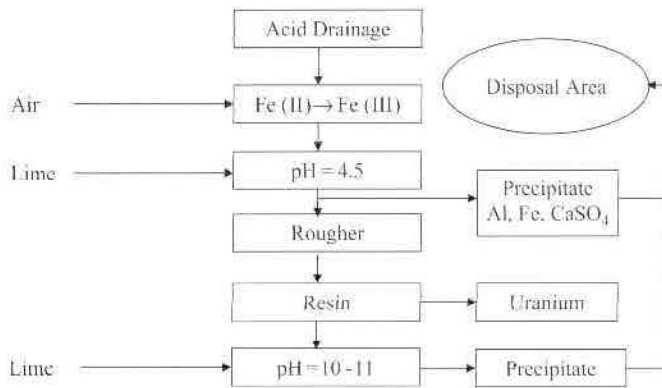 Acid Drainage
Disposal Area
Air
Fe (II)→Fe (III)
Lime
pH = 4.5
Precipitate
Al, Fe, CaSO₄
Rougher
Resin
Uranium
Lime
pH =10 -11
Precipitate